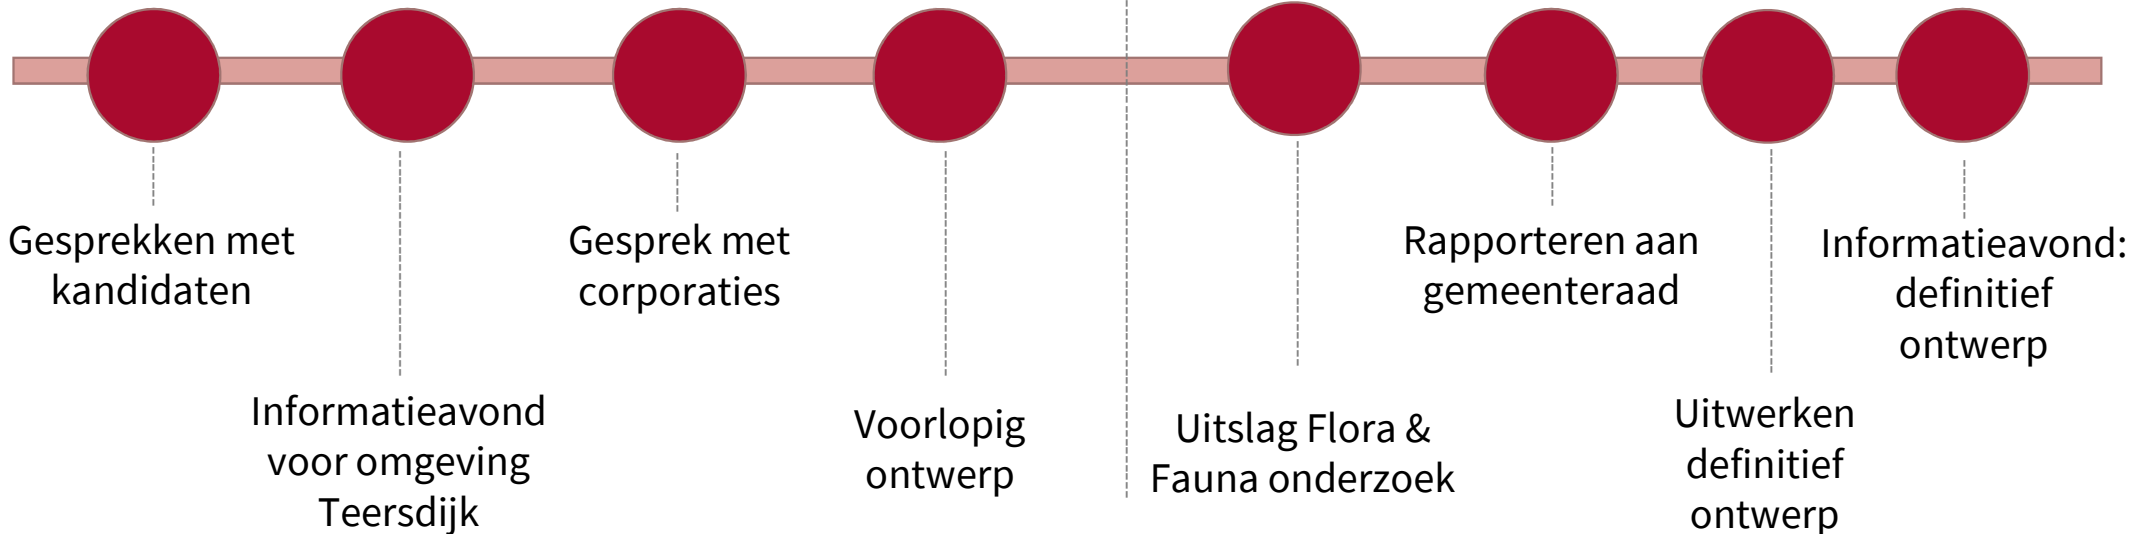 Gesprekken met
kandidaten
Informatieavond
voor omgeving
Teersdijk
Gesprek met
corporaties
Voorlopig
ontwerp
Uitslag Flora &
Fauna onderzoek
Rapporteren aan
gemeenteraad
Uitwerken
definitief
ontwerp
Informatieavond:
definitief
ontwerp